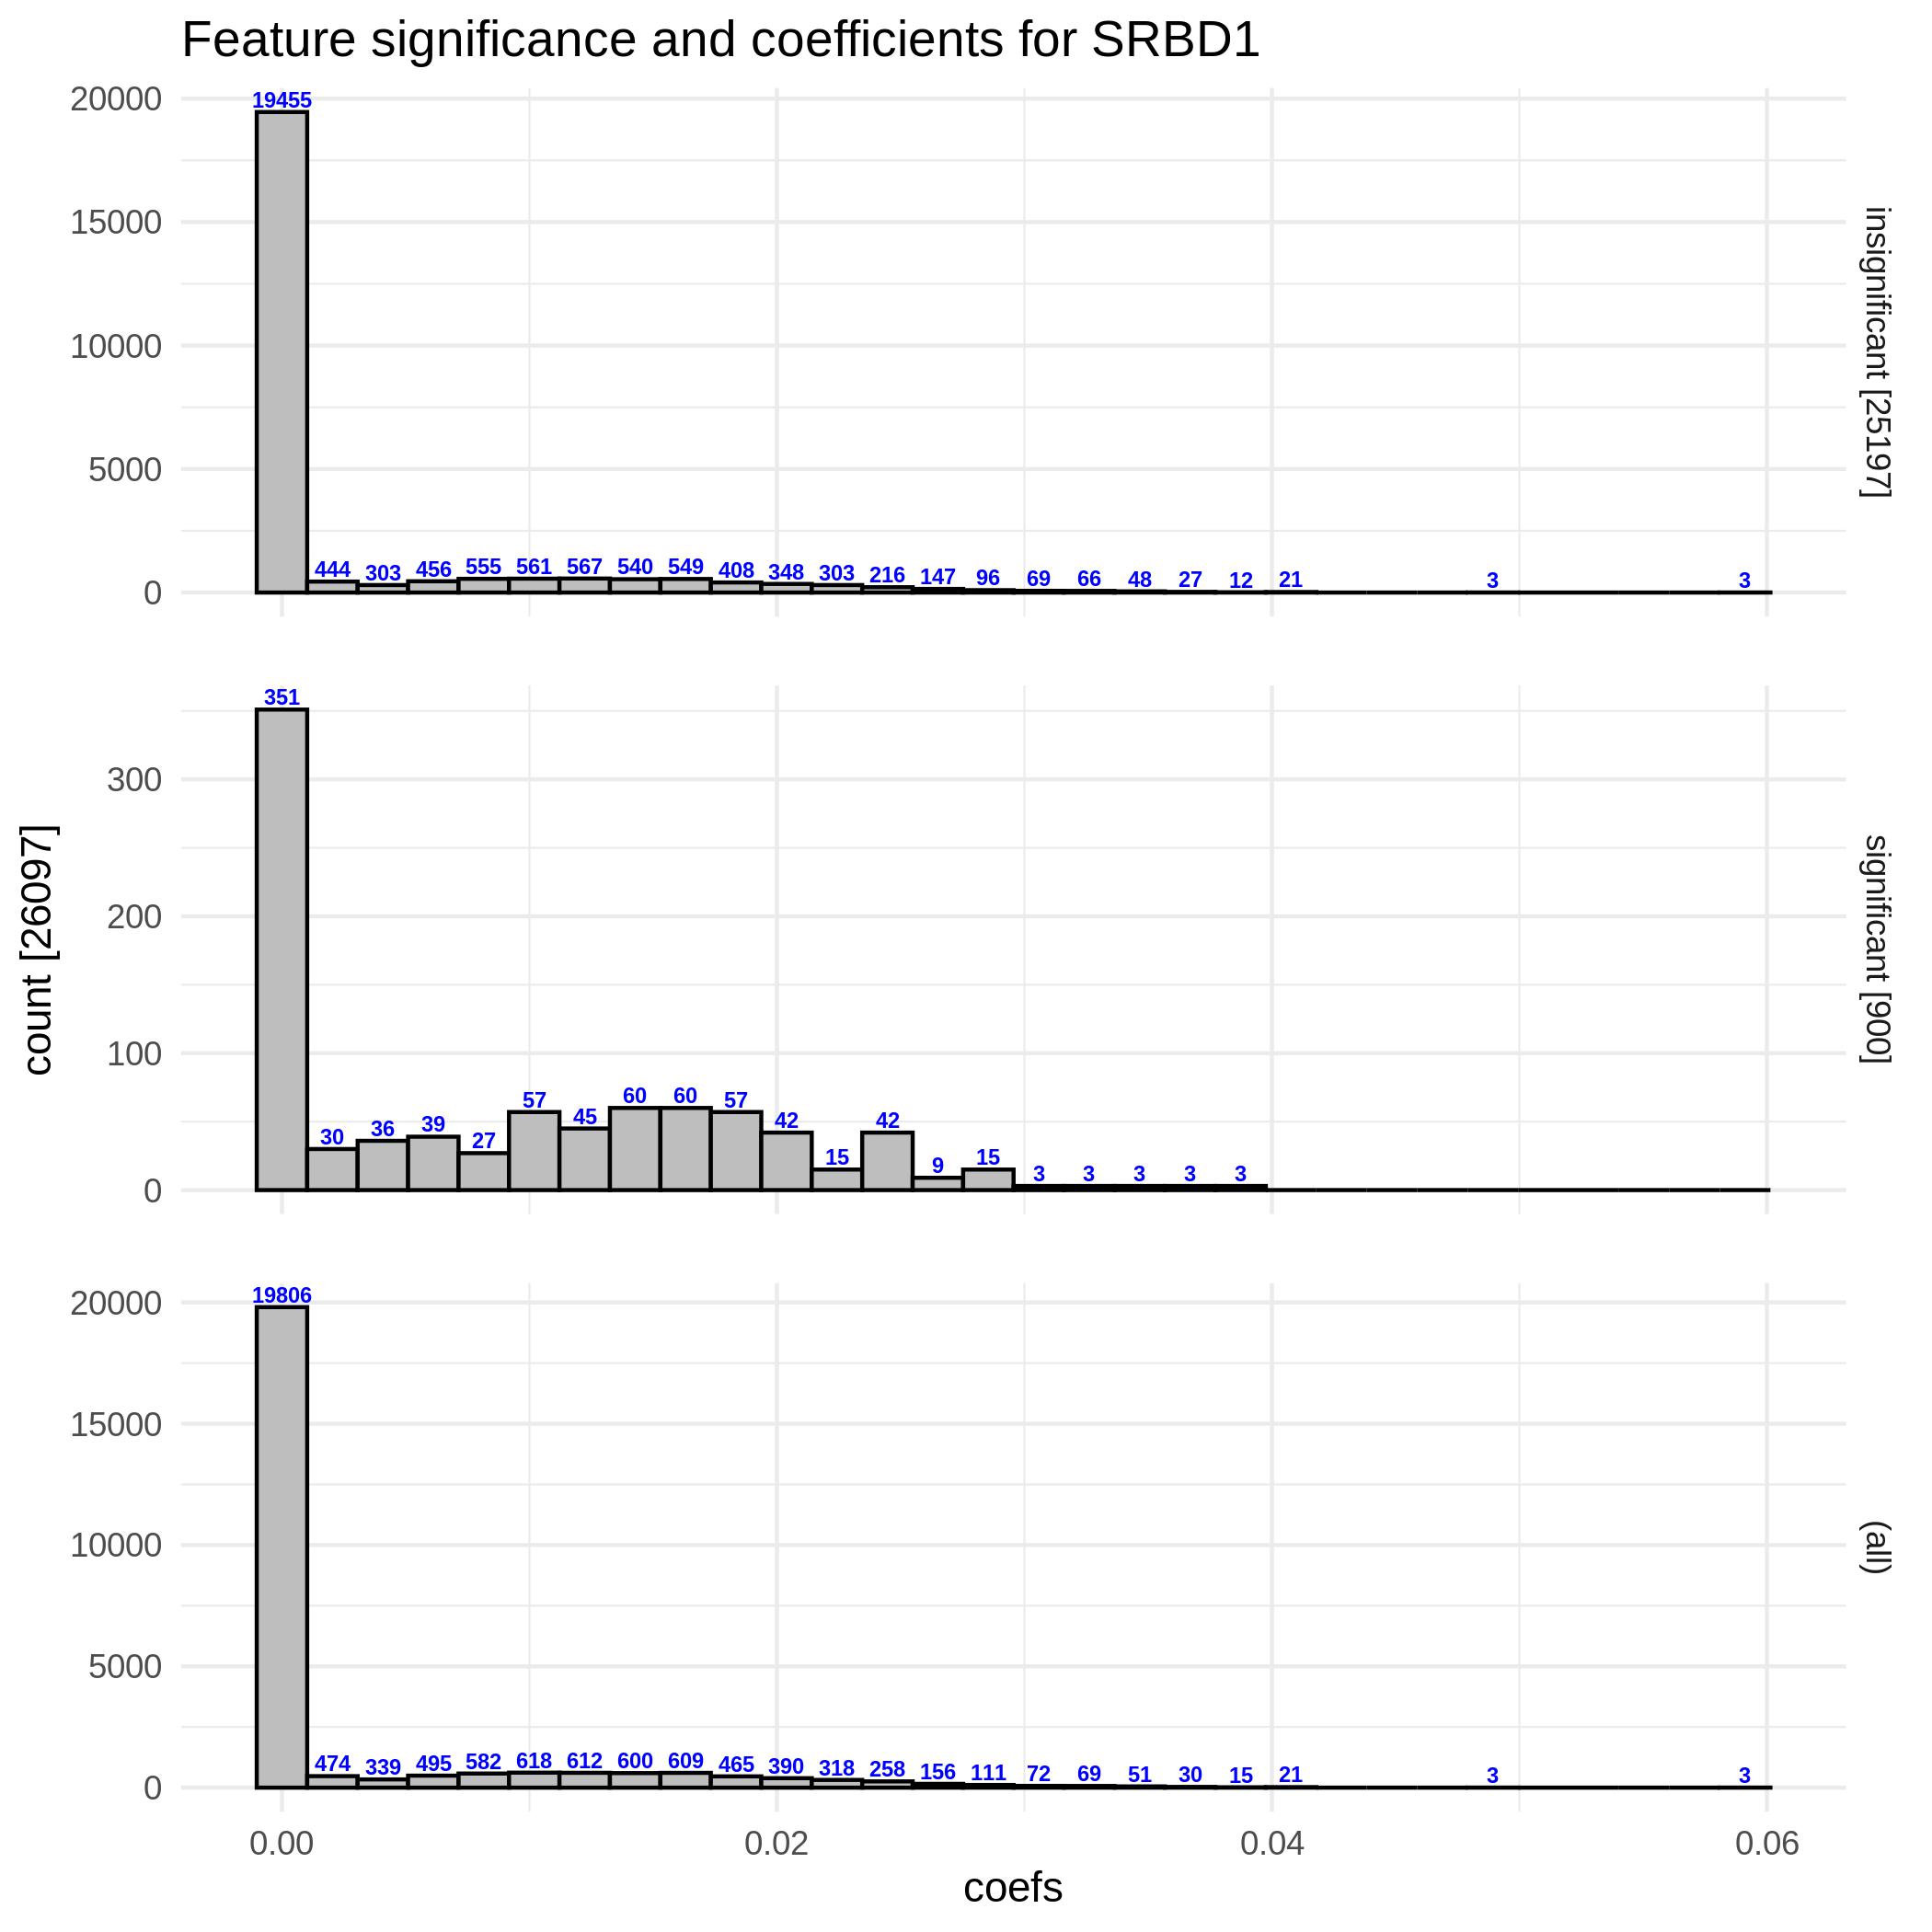 Feature significance and coefficients for SRBD1
count [26097]
20000
15000
10000
5000
0
19455
444 303 456 555 561 567 540 549 408 348 303 216 147 96 69 66 48 27 12 21 3 3
insignificant [25197]
300
200
100
0
351
30 36 39 27 57 45 60 60 57 42 15 42 9 15 3 3 3 3 3
significant [900]
20000
15000
10000
5000
0
19806
474 339 495 582 618 612 600 609 465 390 318 258 156 111 72 69 51 30 15 21 3 3
(all)
0.00 0.02 0.04 0.06
coefs